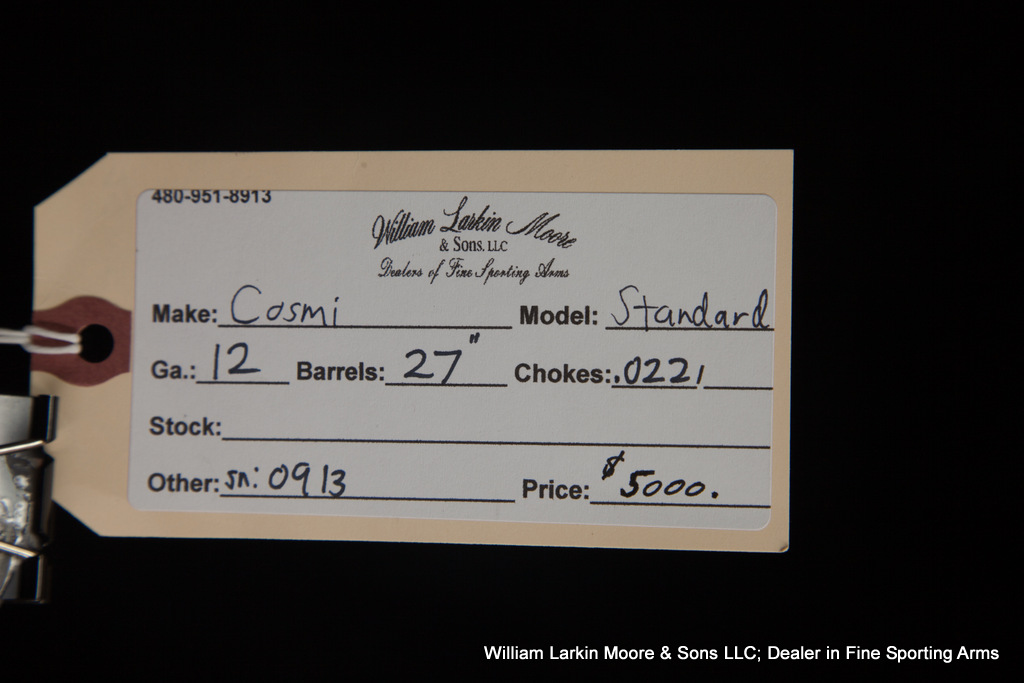 480-951-8913
William Larkin Moore
& Sons, LLC
Dealers of Fine Sporting Arms
Make: Cosmi Model: Standard
Ga.: 12 Barrels: 27" Chokes: .022 /
Stock:
Other: sn: 0913 Price: $5000.
William Larkin Moore & Sons LLC; Dealer in Fine Sporting Arms